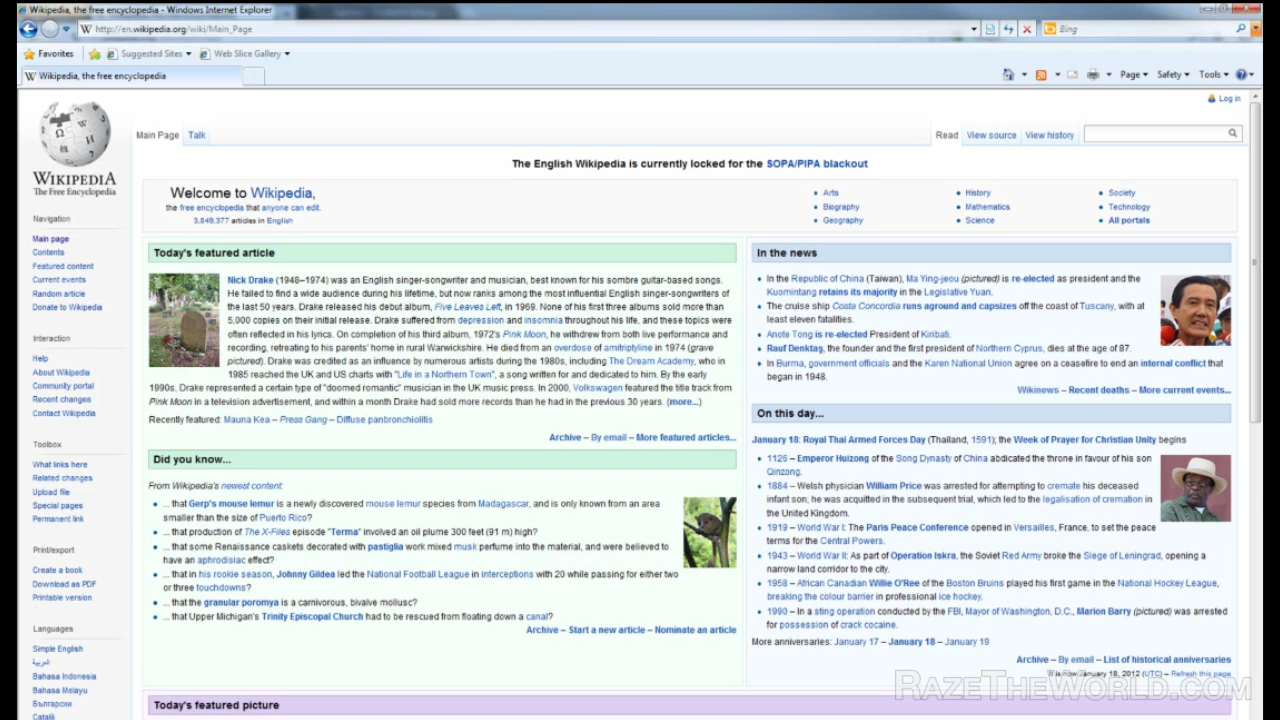 Wikipedia, the free encyclopedia - Windows Internet Explorer
http://en.wikipedia.org/wiki/Main_Page
Bing
Favorites
Suggested Sites
Web Slice Gallery
Wikipedia, the free encyclopedia
Page
Safety
Tools
Log in
WIKIPEDIA
The Free Encyclopedia
Main Page
Talk
Read
View source
View history
The English Wikipedia is currently locked for the SOPA/PIPA blackout
Navigation
Main page
Contents
Featured content
Current events
Random article
Donate to Wikipedia
Interaction
Help
About Wikipedia
Community portal
Recent changes
Contact Wikipedia
Toolbox
What links here
Related changes
Upload file
Special pages
Permanent link
Print/export
Create a book
Download as PDF
Printable version
Languages
Simple English
العربية
Bahasa Indonesia
Bahasa Melayu
Български
Català
Welcome to Wikipedia,
the free encyclopedia that anyone can edit.
3,849,377 articles in English
Arts
Biography
Geography
History
Mathematics
Science
Society
Technology
All portals
Today's featured article
Nick Drake (1948–1974) was an English singer-songwriter and musician, best known for his sombre guitar-based songs.
He failed to find a wide audience during his lifetime, but now ranks among the most influential English singer-songwriters of
the last 50 years. Drake released his debut album, Five Leaves Left, in 1969. None of his first three albums sold more than
5,000 copies on their initial release. Drake suffered from depression and insomnia throughout his life, and these topics were
often reflected in his lyrics. On completion of his third album, 1972's Pink Moon, he withdrew from both live performance and
recording, retreating to his parents' home in rural Warwickshire. He died from an overdose of amitriptyline in 1974 (grave
pictured). Drake was credited as an influence by numerous artists during the 1980s, including The Dream Academy, who in
1985 reached the UK and US charts with "Life in a Northern Town", a song written for and dedicated to him. By the early
1990s, Drake represented a certain type of "doomed romantic" musician in the UK music press. In 2000, Volkswagen featured the title track from
Pink Moon in a television advertisement, and within a month Drake had sold more records than he had in the previous 30 years. (more...)
Recently featured: Mauna Kea – Press Gang – Diffuse panbronchiolitis
Archive – By email – More featured articles...
Did you know...
From Wikipedia's newest content:
... that Gerp's mouse lemur is a newly discovered mouse lemur species from Madagascar, and is only known from an area
smaller than the size of Puerto Rico?
... that production of The X-Files episode "Terma" involved an oil plume 300 feet (91 m) high?
... that some Renaissance caskets decorated with pastiglia work mixed musk perfume into the material, and were believed to
have an aphrodisiac effect?
... that in his rookie season, Johnny Gildea led the National Football League in interceptions with 20 while passing for either two
or three touchdowns?
... that the granular poromya is a carnivorous, bivalve mollusc?
... that Upper Michigan's Trinity Episcopal Church had to be rescued from floating down a canal?
Archive – Start a new article – Nominate an article
In the news
In the Republic of China (Taiwan), Ma Ying-jeou (pictured) is re-elected as president and the
Kuomintang retains its majority in the Legislative Yuan.
The cruise ship Costa Concordia runs aground and capsizes off the coast of Tuscany, with at
least eleven fatalities.
Anote Tong is re-elected President of Kiribati.
Rauf Denktaş, the founder and the first president of Northern Cyprus, dies at the age of 87.
In Burma, government officials and the Karen National Union agree on a ceasefire to end an internal conflict that
began in 1948.
Wikinews – Recent deaths – More current events...
On this day...
January 18: Royal Thai Armed Forces Day (Thailand, 1591); the Week of Prayer for Christian Unity begins
1126 – Emperor Huizong of the Song Dynasty of China abdicated the throne in favour of his son
Qinzong.
1884 – Welsh physician William Price was arrested for attempting to cremate his deceased
infant son; he was acquitted in the subsequent trial, which led to the legalisation of cremation in
the United Kingdom.
1919 – World War I: The Paris Peace Conference opened in Versailles, France, to set the peace
terms for the Central Powers.
1943 – World War II: As part of Operation Iskra, the Soviet Red Army broke the Siege of Leningrad, opening a
narrow land corridor to the city.
1958 – African Canadian Willie O'Ree of the Boston Bruins played his first game in the National Hockey League,
breaking the colour barrier in professional ice hockey.
1990 – In a sting operation conducted by the FBI, Mayor of Washington, D.C., Marion Barry (pictured) was arrested
for possession of crack cocaine.
More anniversaries: January 17 – January 18 – January 19
Archive – By email – List of historical anniversaries
It is now January 18, 2012 (UTC) – Refresh this page
RAZETHEWORLD.COM
Today's featured picture